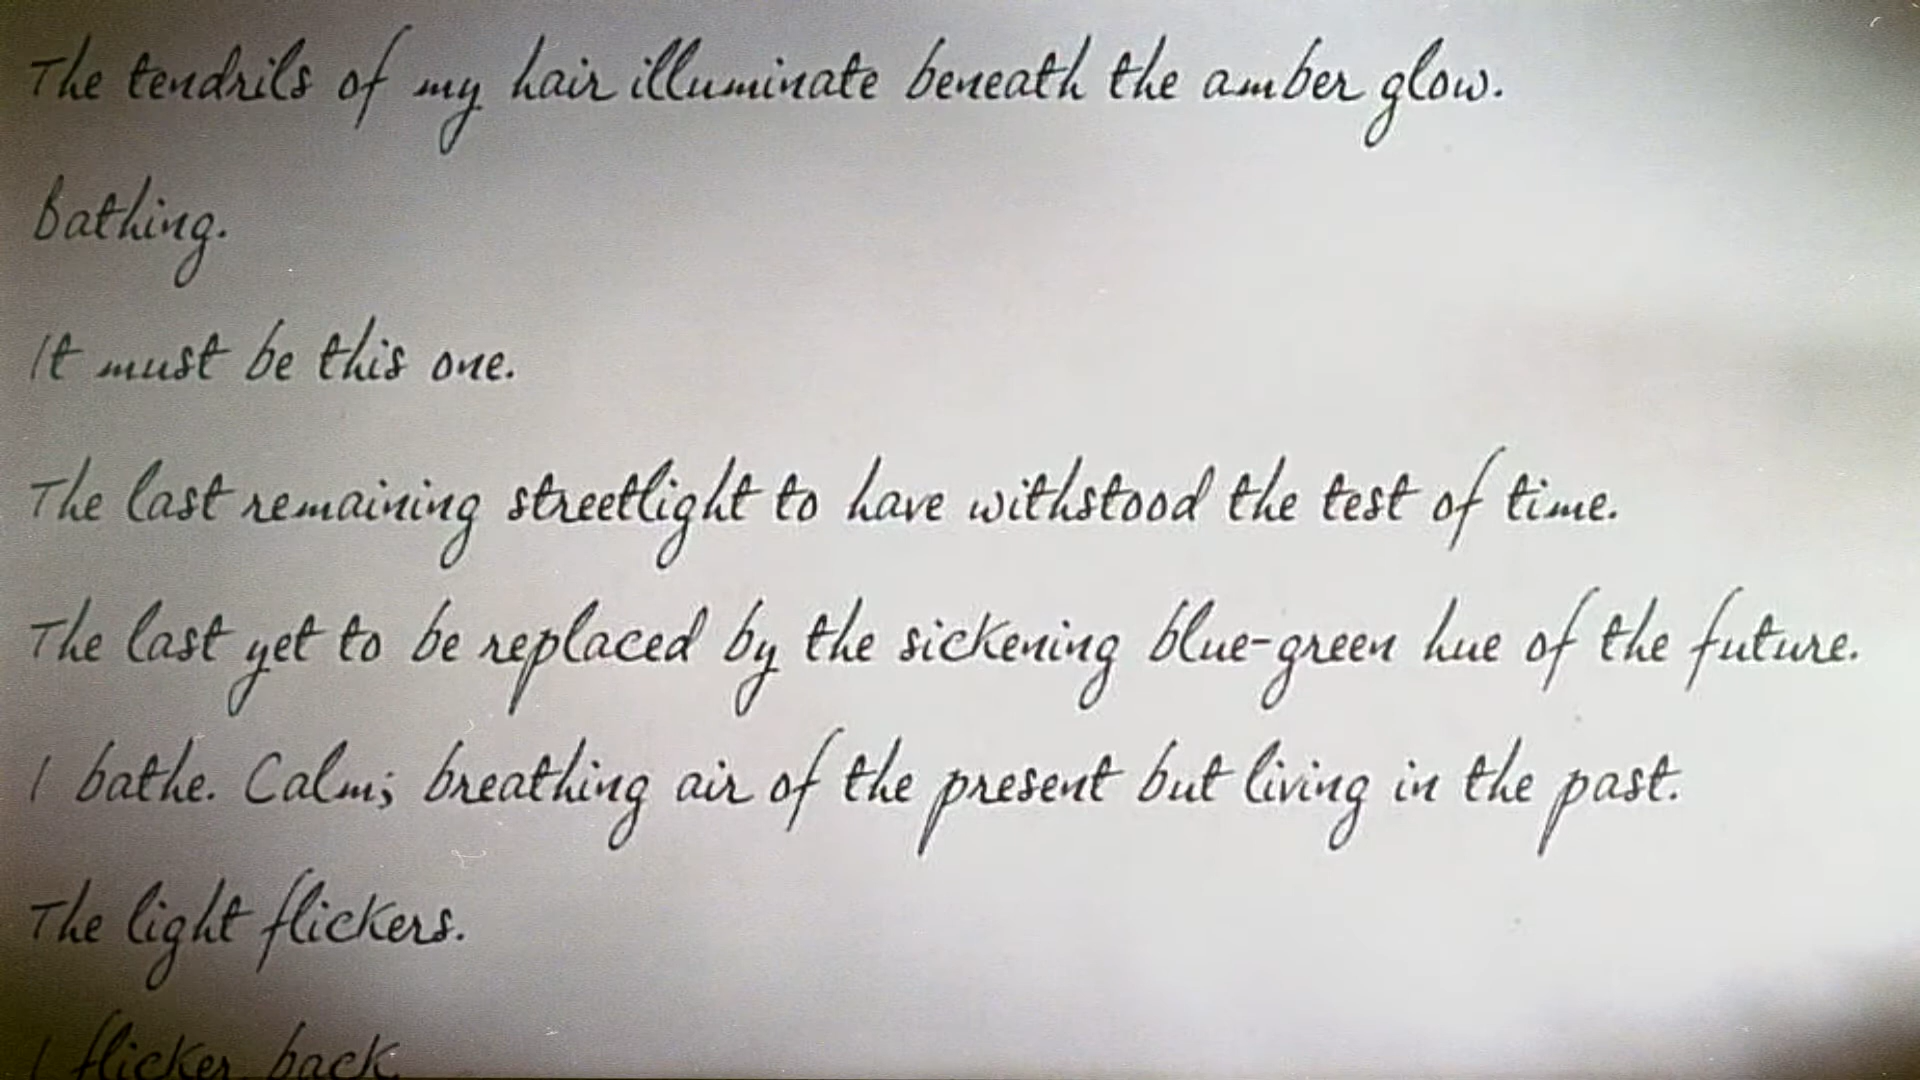 The tendrils of my hair illuminate beneath the amber glow.
Bathing.
It must be this one.
The last remaining streetlight to have withstood the test of time.
The last yet to be replaced by the sickening blue-green hue of the future.
I bathe. Calm; breathing air of the present but living in the past.
The light flickers.
I flicker back